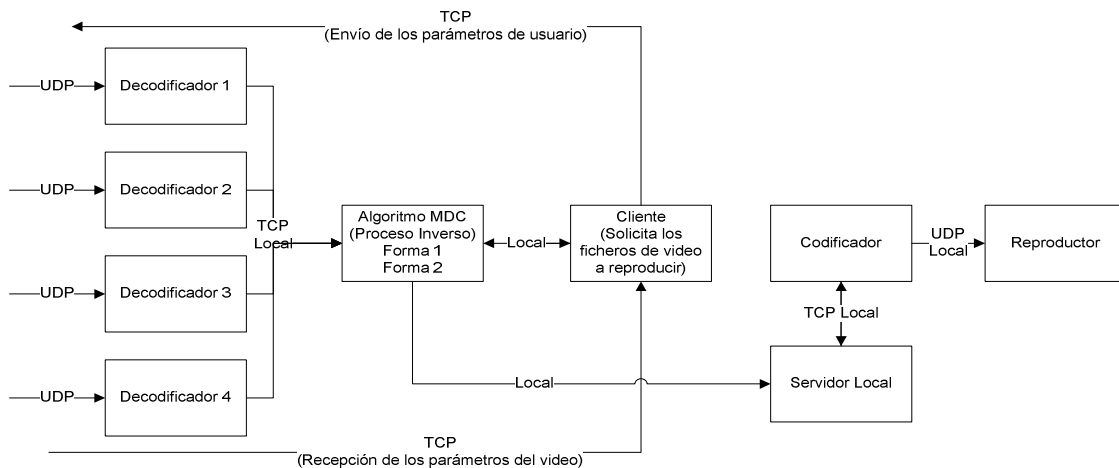 TCP
(Envío de los parámetros de usuario)
UDP
Decodificador 1
UDP
Decodificador 2
TCP
Local
Algoritmo MDC
(Proceso Inverso)
Forma 1
Forma 2
Local
Cliente
(Solicita los
ficheros de video
a reproducir)
Codificador
UDP
Local
Reproductor
UDP
Decodificador 3
TCP Local
UDP
Decodificador 4
Local
Servidor Local
TCP
(Recepción de los parámetros del video)